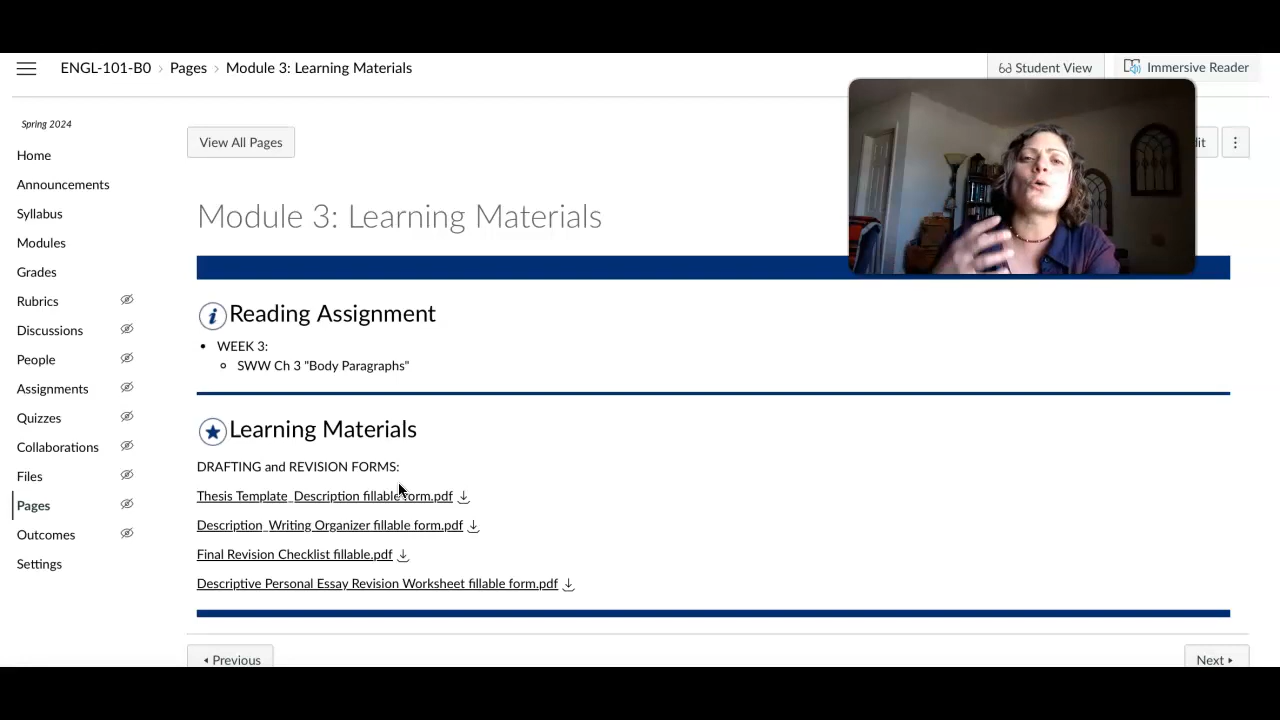 ENGL-101-B0 › Pages › Module 3: Learning Materials
Student View
Immersive Reader
Spring 2024
Home
Announcements
Syllabus
Modules
Grades
Rubrics
Discussions
People
Assignments
Quizzes
Collaborations
Files
Pages
Outcomes
Settings
View All Pages
Module 3: Learning Materials
Reading Assignment
WEEK 3:
SWW Ch 3 "Body Paragraphs"
Learning Materials
DRAFTING and REVISION FORMS:
Thesis Template_Description fillable form.pdf
Description_Writing Organizer fillable form.pdf
Final Revision Checklist fillable.pdf
Descriptive Personal Essay Revision Worksheet fillable form.pdf
Previous
Next